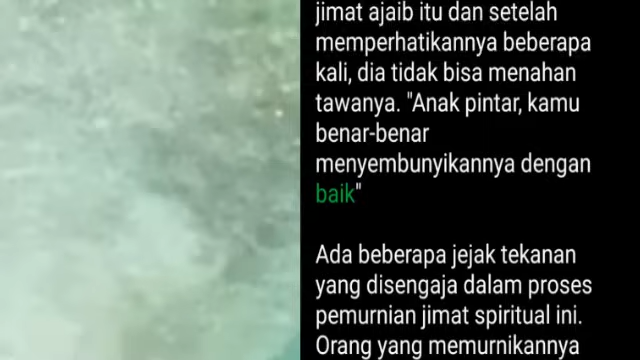 jimat ajaib itu dan setelah
memperhatikannya beberapa
kali, dia tidak bisa menahan
tawanya. "Anak pintar, kamu
benar-benar
menyembunyikannya dengan
baik"
Ada beberapa jejak tekanan
yang disengaja dalam proses
pemurnian jimat spiritual ini.
Orang yang memurnikannya